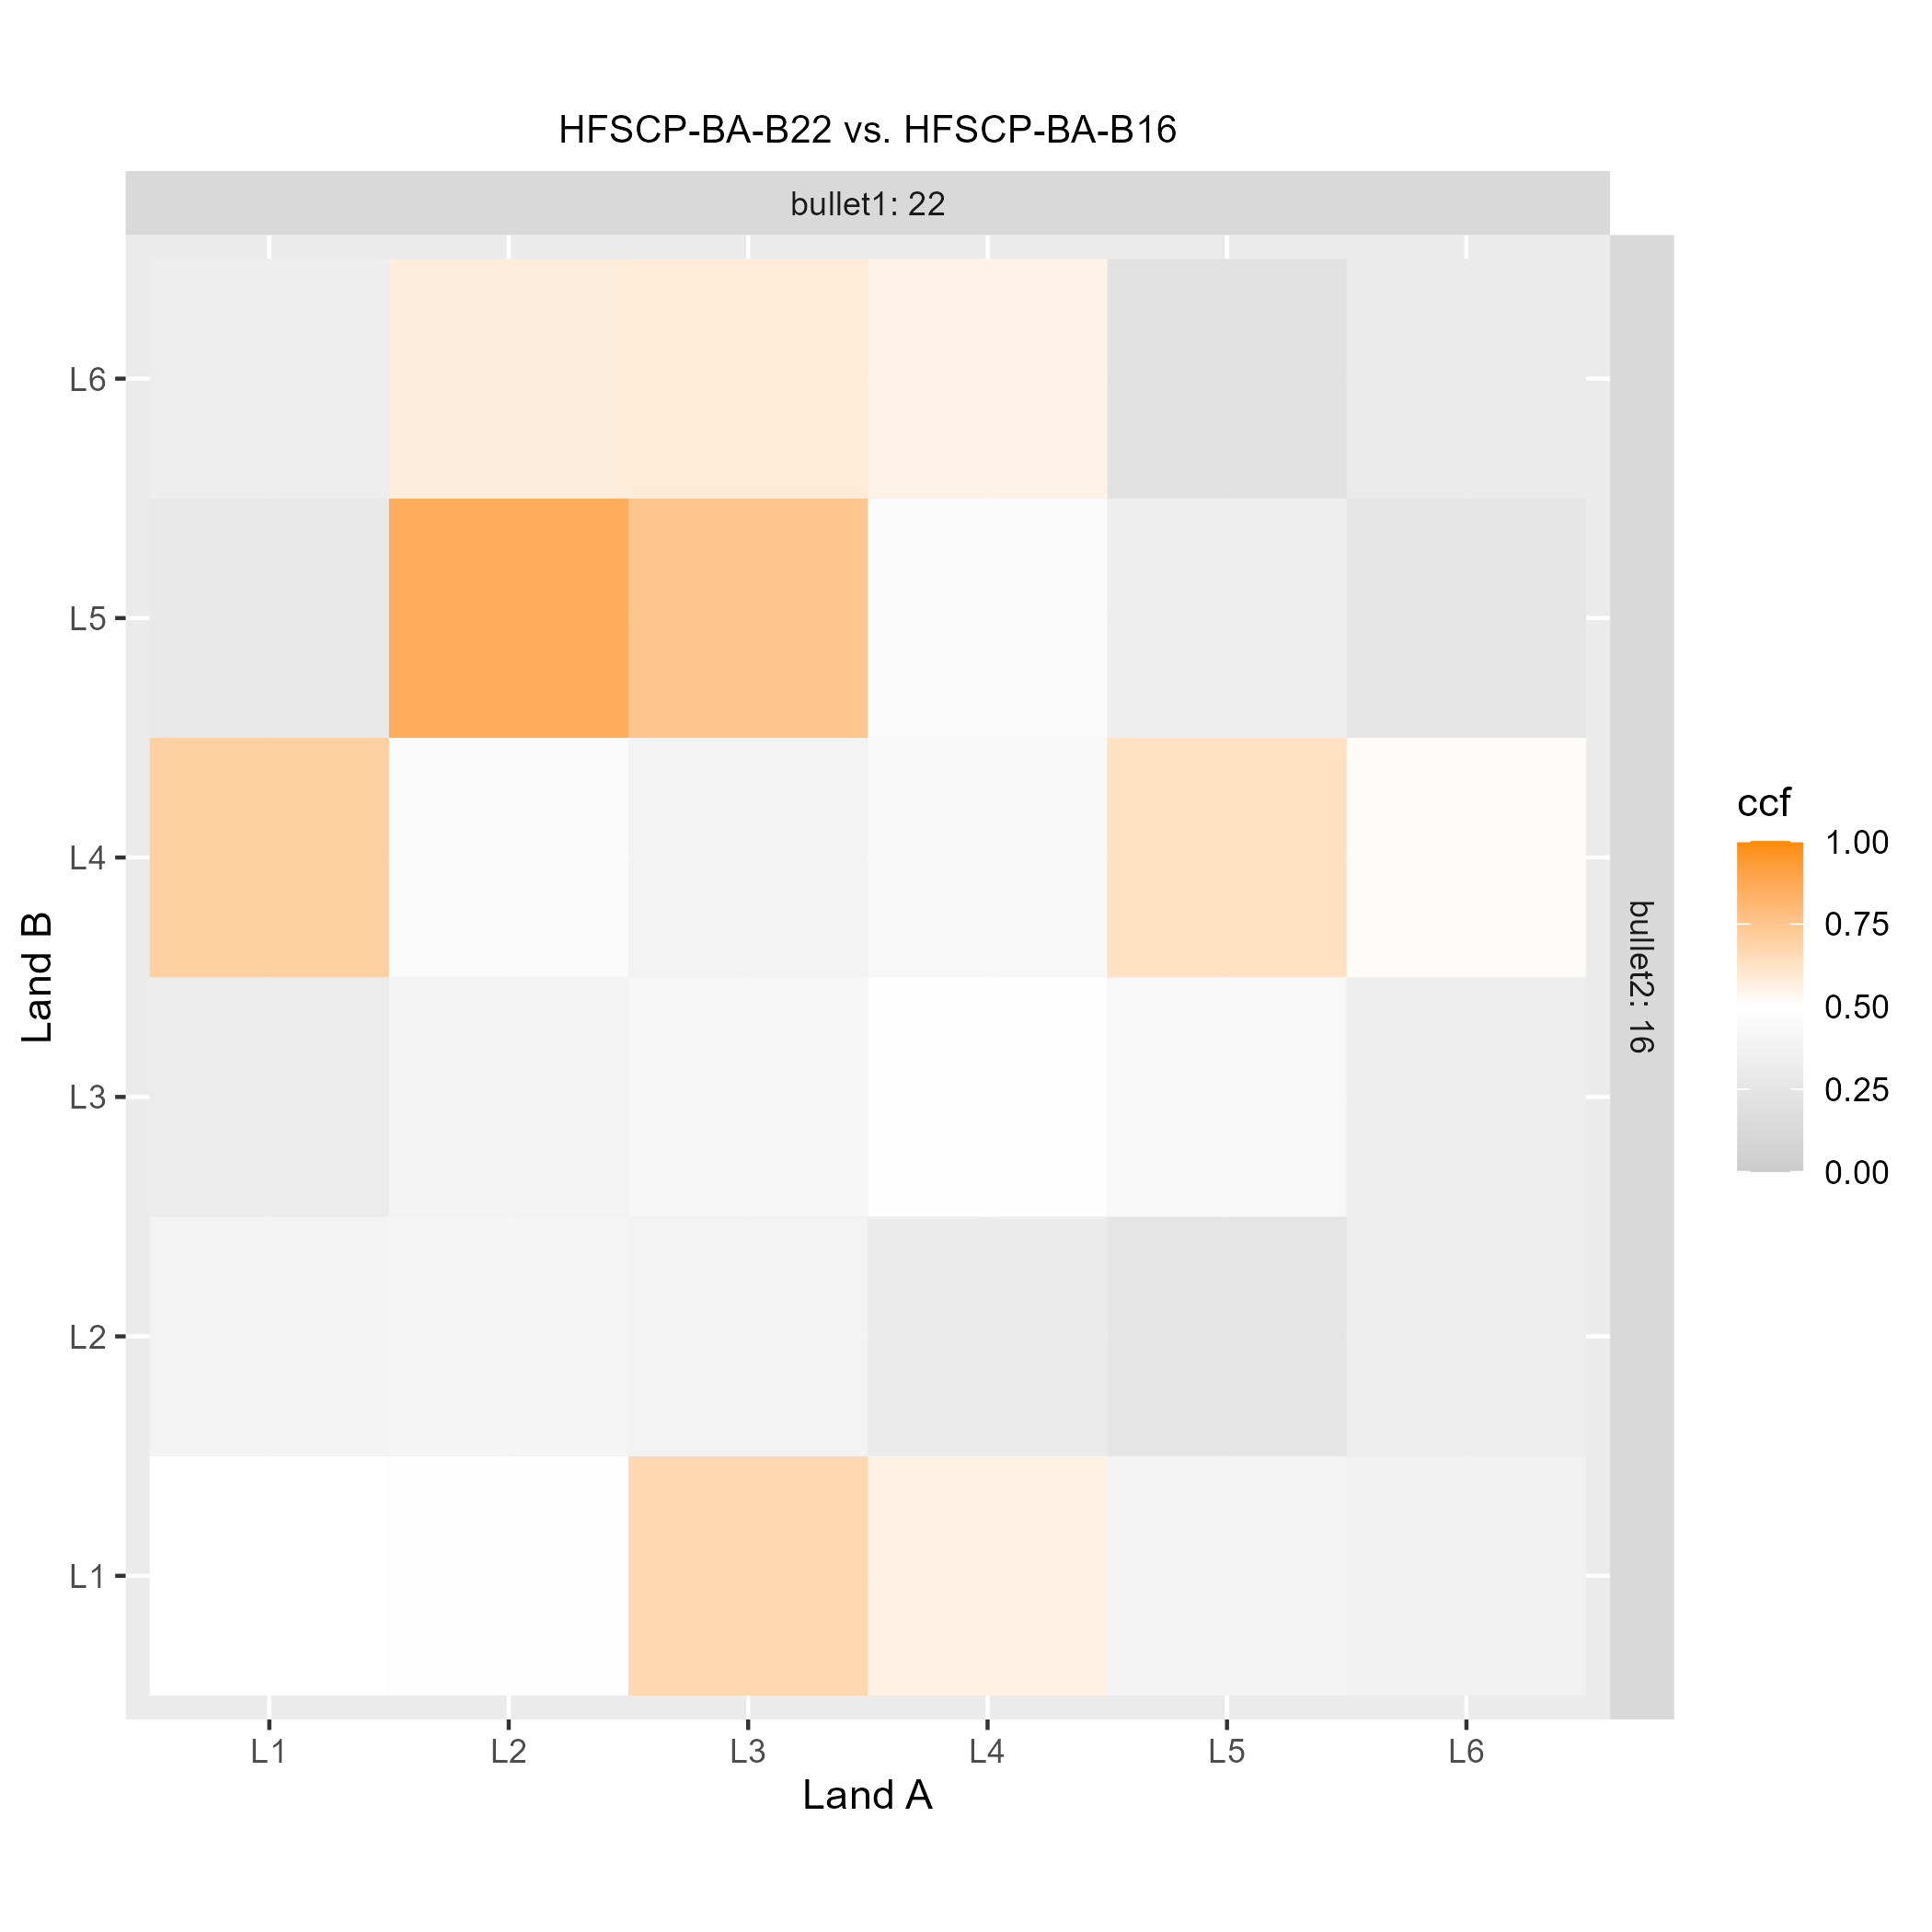 HFSCP-BA-B22 vs. HFSCP-BA-B16
bullet1: 22
L6
L5
L4
L3
L2
L1
Land B
bullet2: 16
L1 L2 L3 L4 L5 L6
Land A
ccf
1.00
0.75
0.50
0.25
0.00